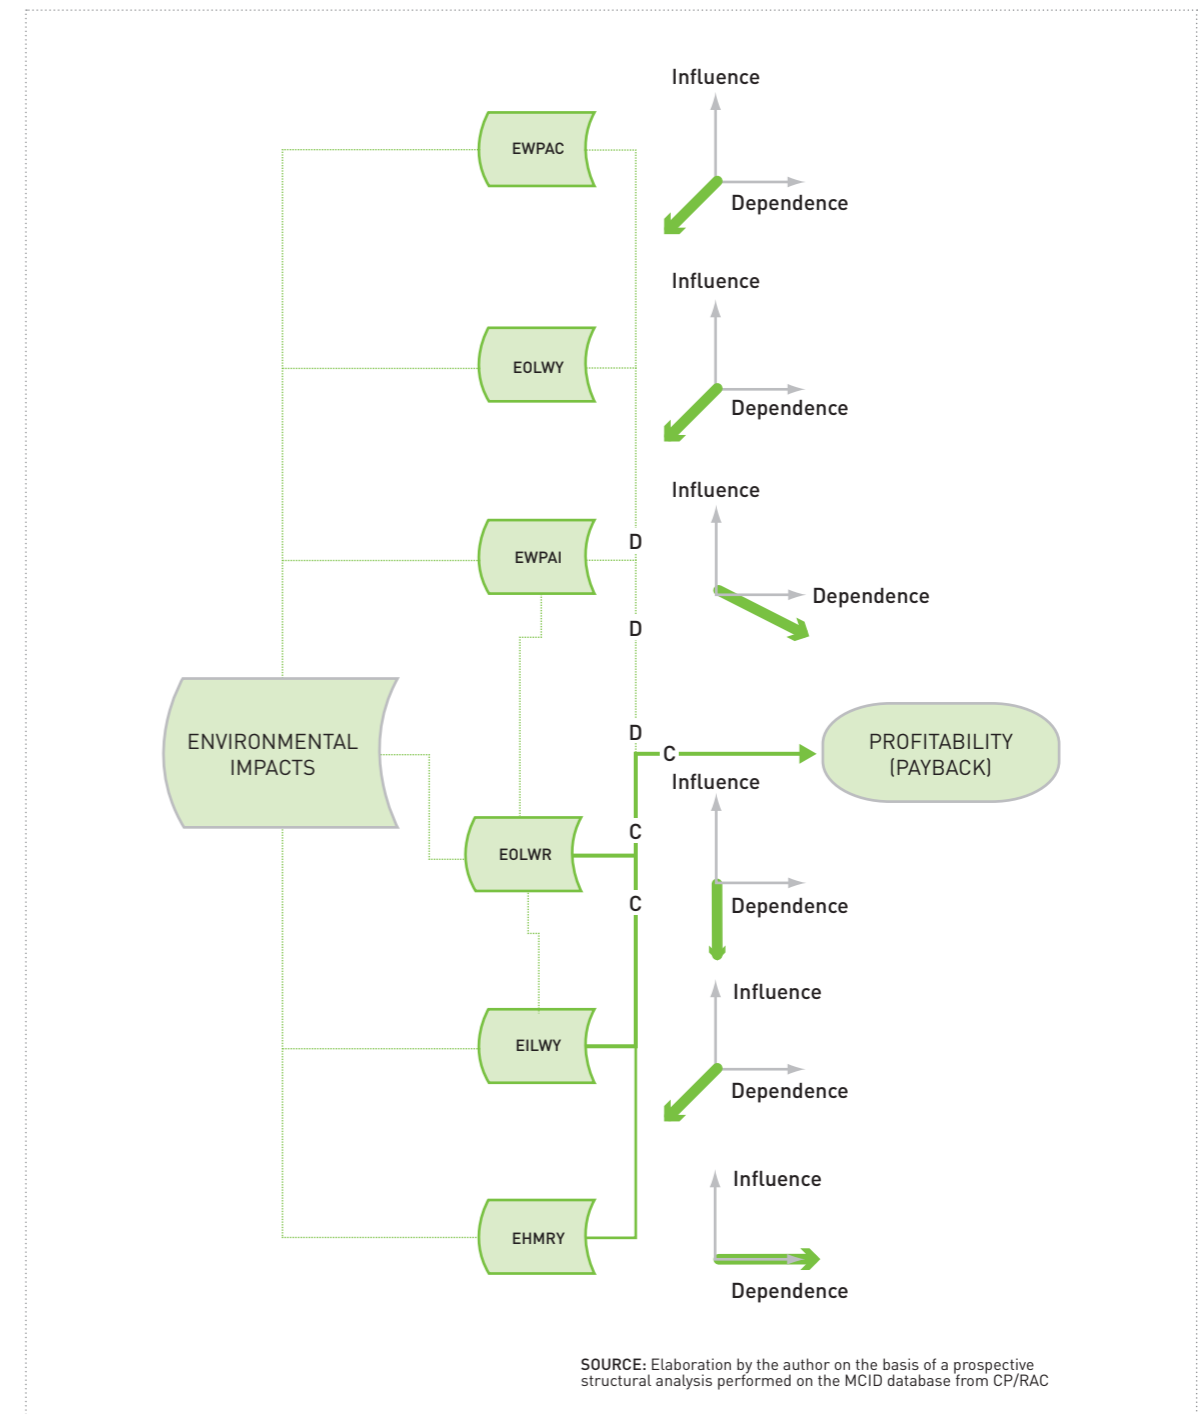 Influence
EWPAC
Dependence
Influence
EOLWY
Dependence
Influence
D
EWPAI
Dependence
D
D
C
ENVIRONMENTAL
IMPACTS
PROFITABILITY
(PAYBACK)
Influence
C
EOLWR
C
Dependence
Influence
EILWY
Dependence
Influence
EHMRY
Dependence
SOURCE: Elaboration by the author on the basis of a prospective
structural analysis performed on the MCID database from CP/RAC